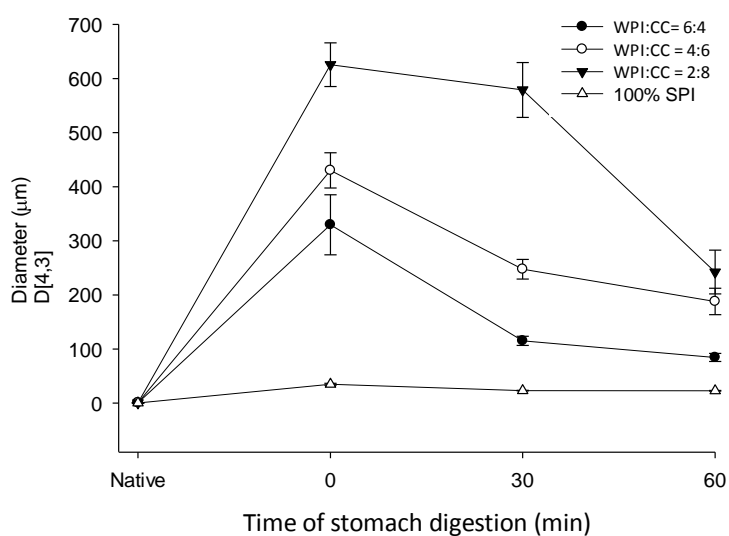 700
600
500
400
300
200
100
0
Diameter (μm)
D[4,3]
WPI:CC= 6:4
WPI:CC = 4:6
WPI:CC = 2:8
100% SPI
Native 0 30 60
Time of stomach digestion (min)